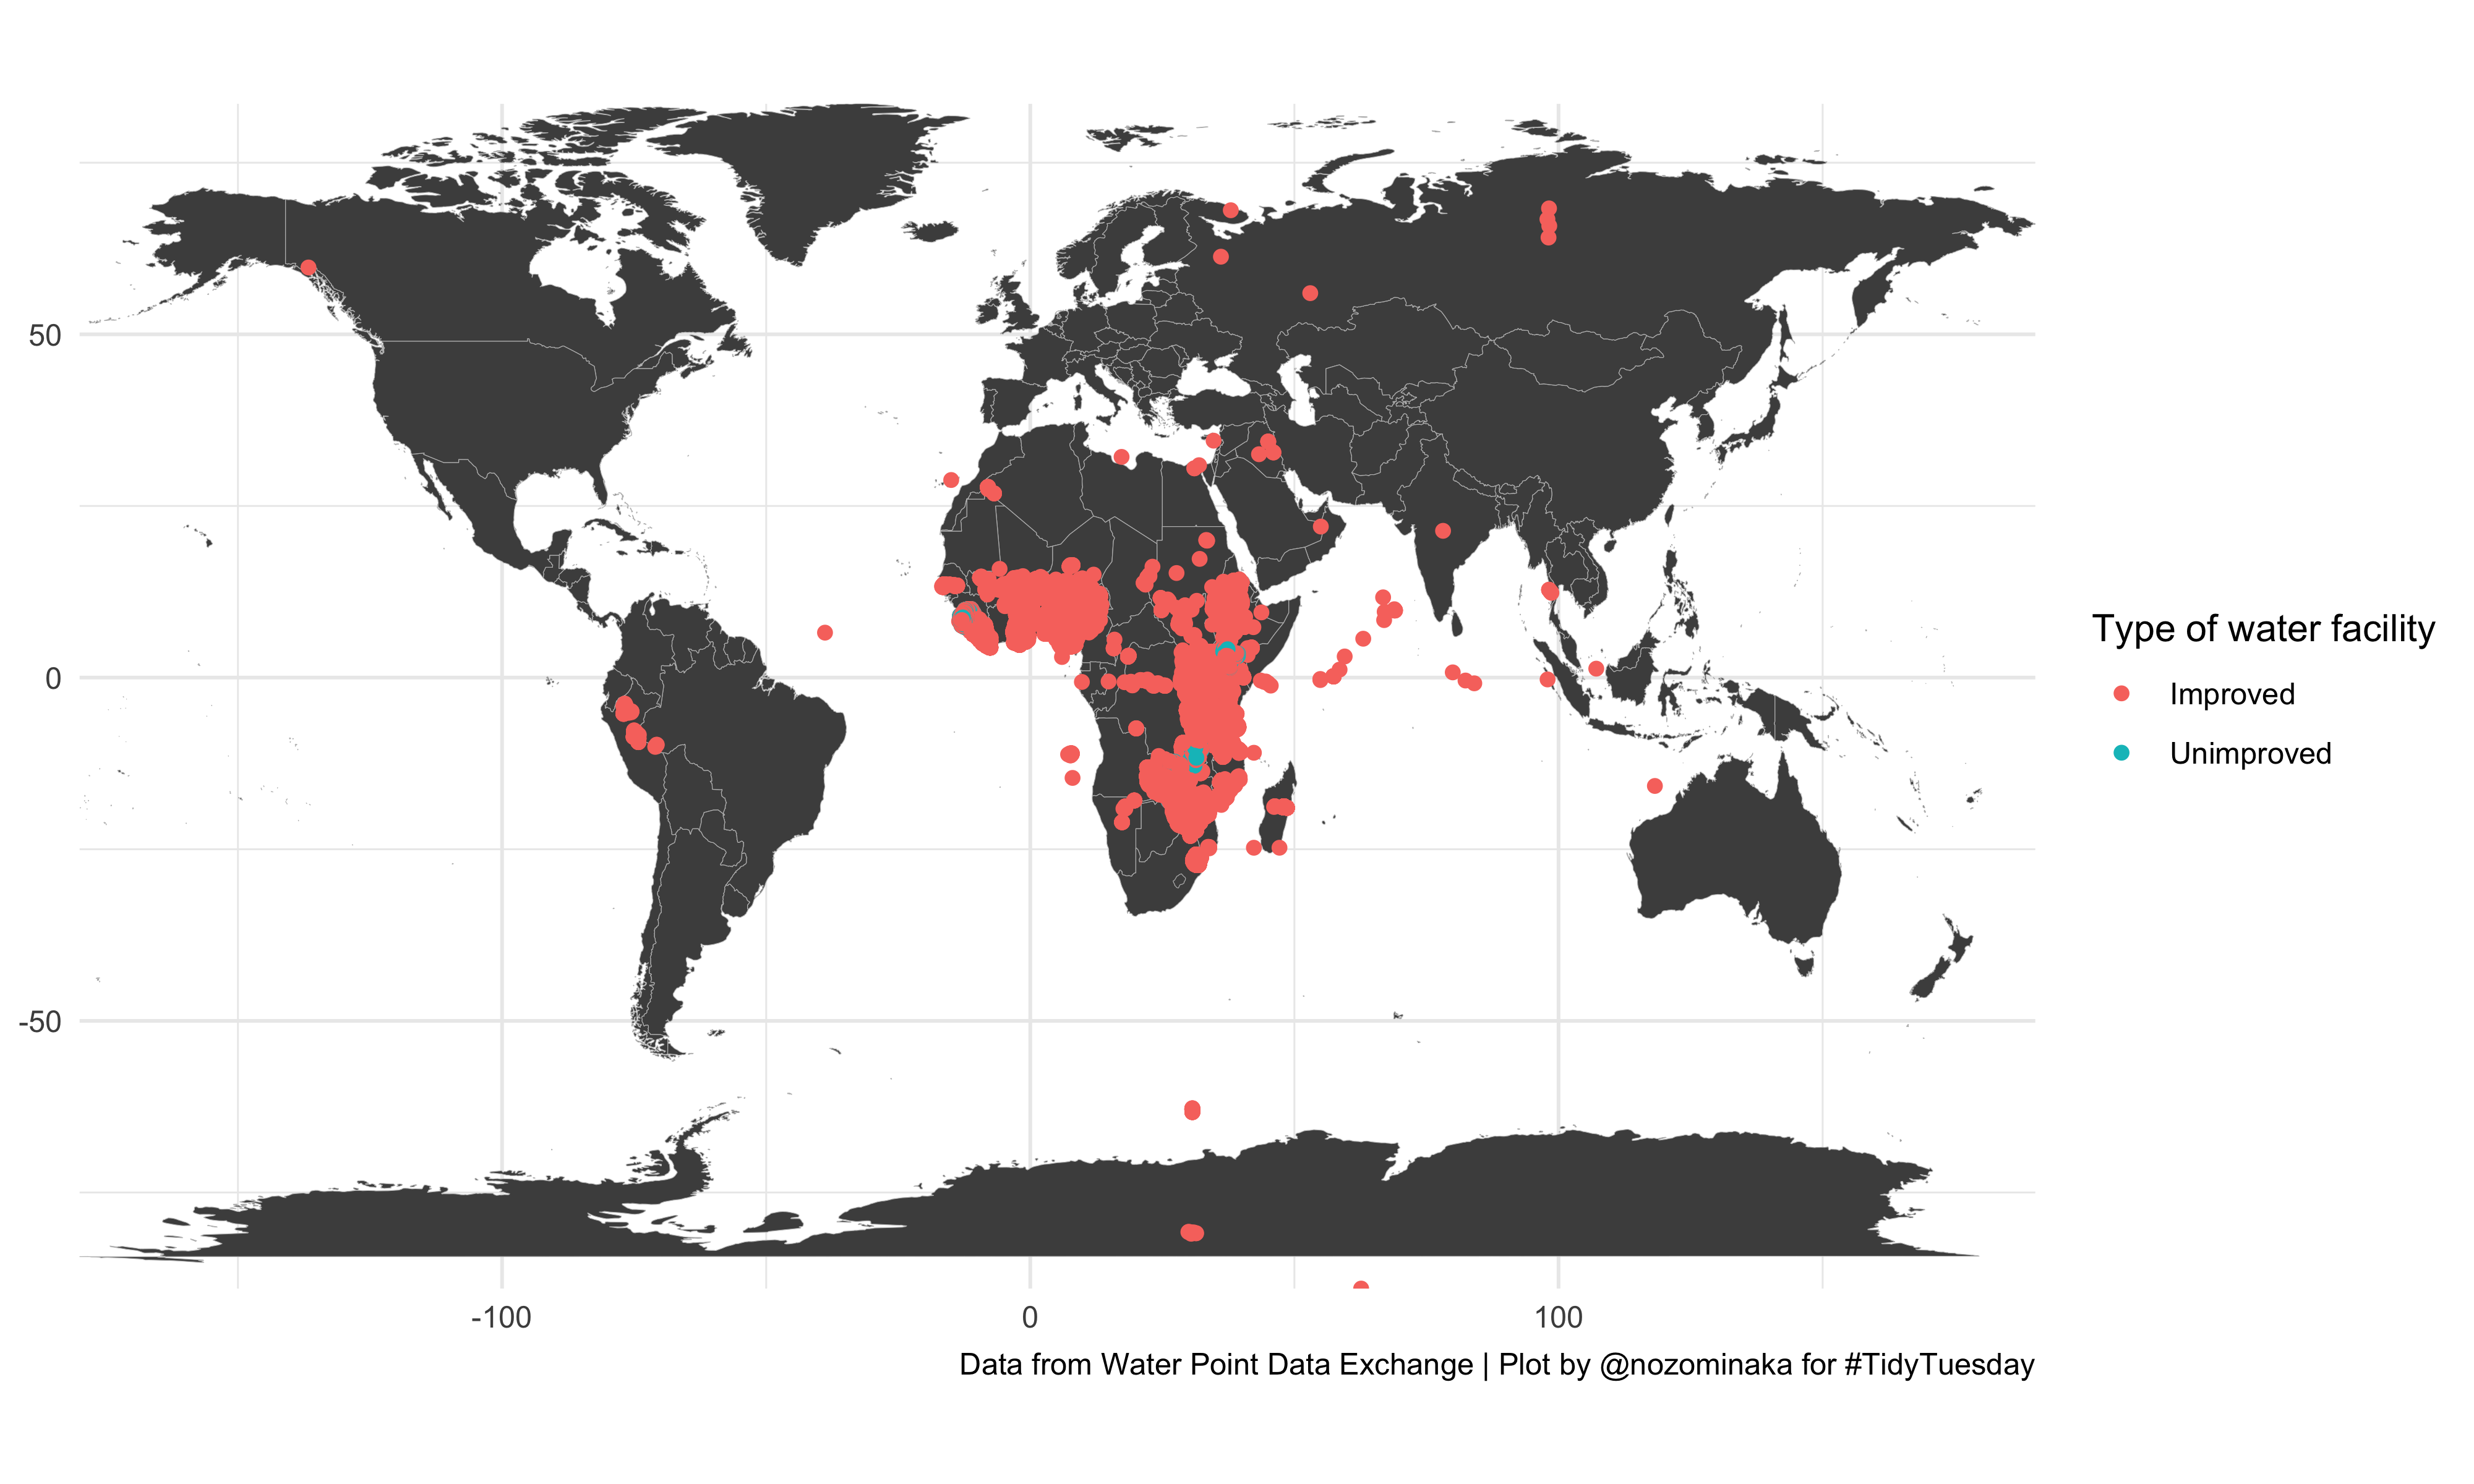 50
0
-50
-100
0
100
Type of water facility
Improved
Unimproved
Data from Water Point Data Exchange | Plot by @nozominaka for #TidyTuesday